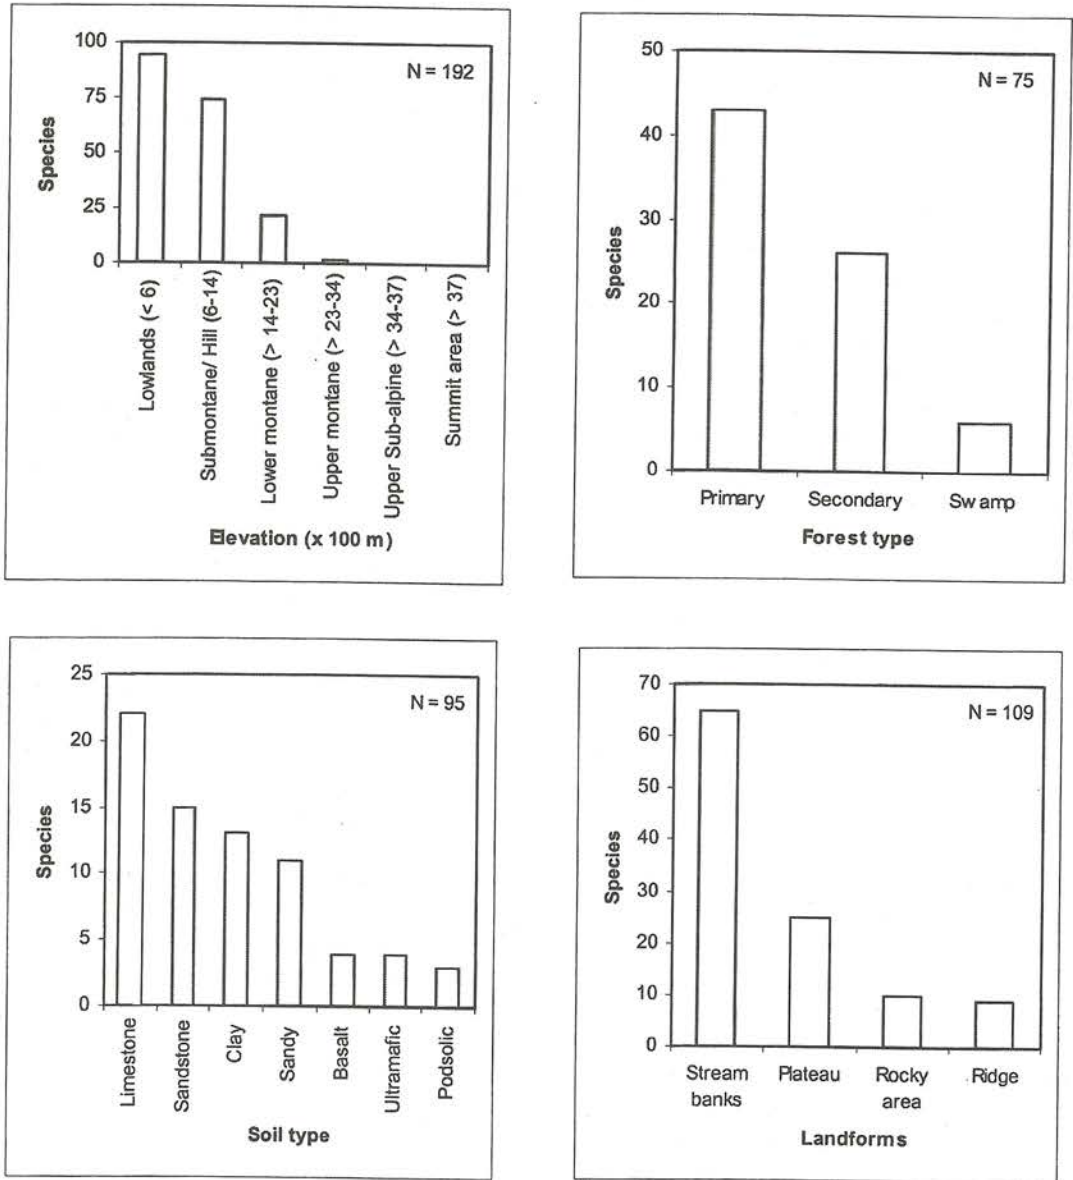 100
75
50
25
0
Species
N = 192
Lowlands (< 6)
Submontane/ Hill (6-14)
Lower montane (> 14-23)
Upper montane (> 23-34)
Upper Sub-alpine (> 34-37)
Summit area (> 37)
Elevation (x 100 m)
50
40
30
20
10
0
Species
N = 75
Primary
Secondary
Swamp
Forest type
25
20
15
10
5
0
Species
N = 95
Limestone
Sandstone
Clay
Sandy
Basalt
Ultramafic
Podsolic
Soil type
70
60
50
40
30
20
10
0
Species
N = 109
Stream banks
Plateau
Rocky area
Ridge
Landforms